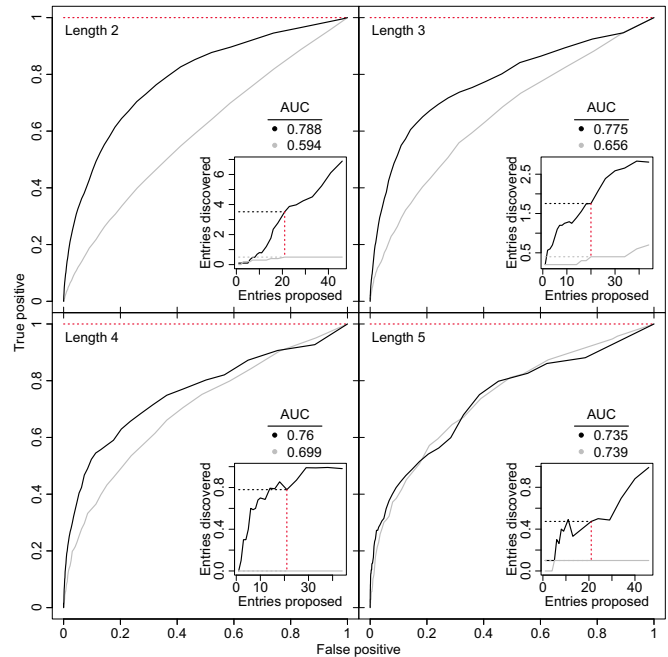 Length 2
1
0.8
0.6
0.4
0.2
0
AUC
0.788
0.594
Entries discovered
6
4
2
0
0 20 40
Entries proposed
Length 3
AUC
0.775
0.656
Entries discovered
2.5
1.5
0.5
0 10 30
Entries proposed
True positive
Length 4
1
0.8
0.6
0.4
0.2
0
AUC
0.76
0.699
Entries discovered
0.8
0.4
0.0
0 10 30
Entries proposed
0 0.2 0.4 0.6 0.8 1
Length 5
AUC
0.735
0.739
Entries discovered
0.8
0.4
0.0
0 20 40
Entries proposed
0 0.2 0.4 0.6 0.8 1
False positive